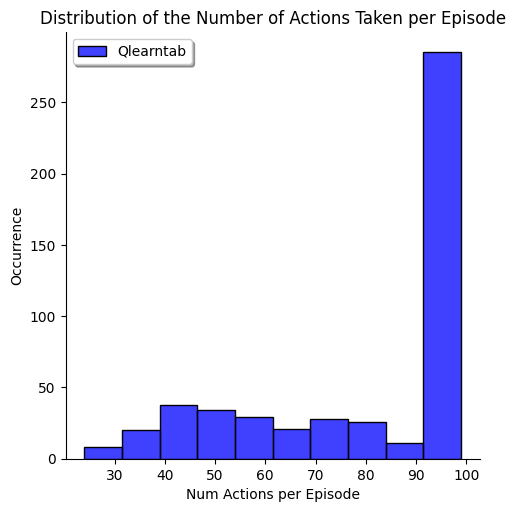 Distribution of the Number of Actions Taken per Episode
Qlearntab
250
200
150
100
50
0
Occurrence
30 40 50 60 70 80 90 100
Num Actions per Episode